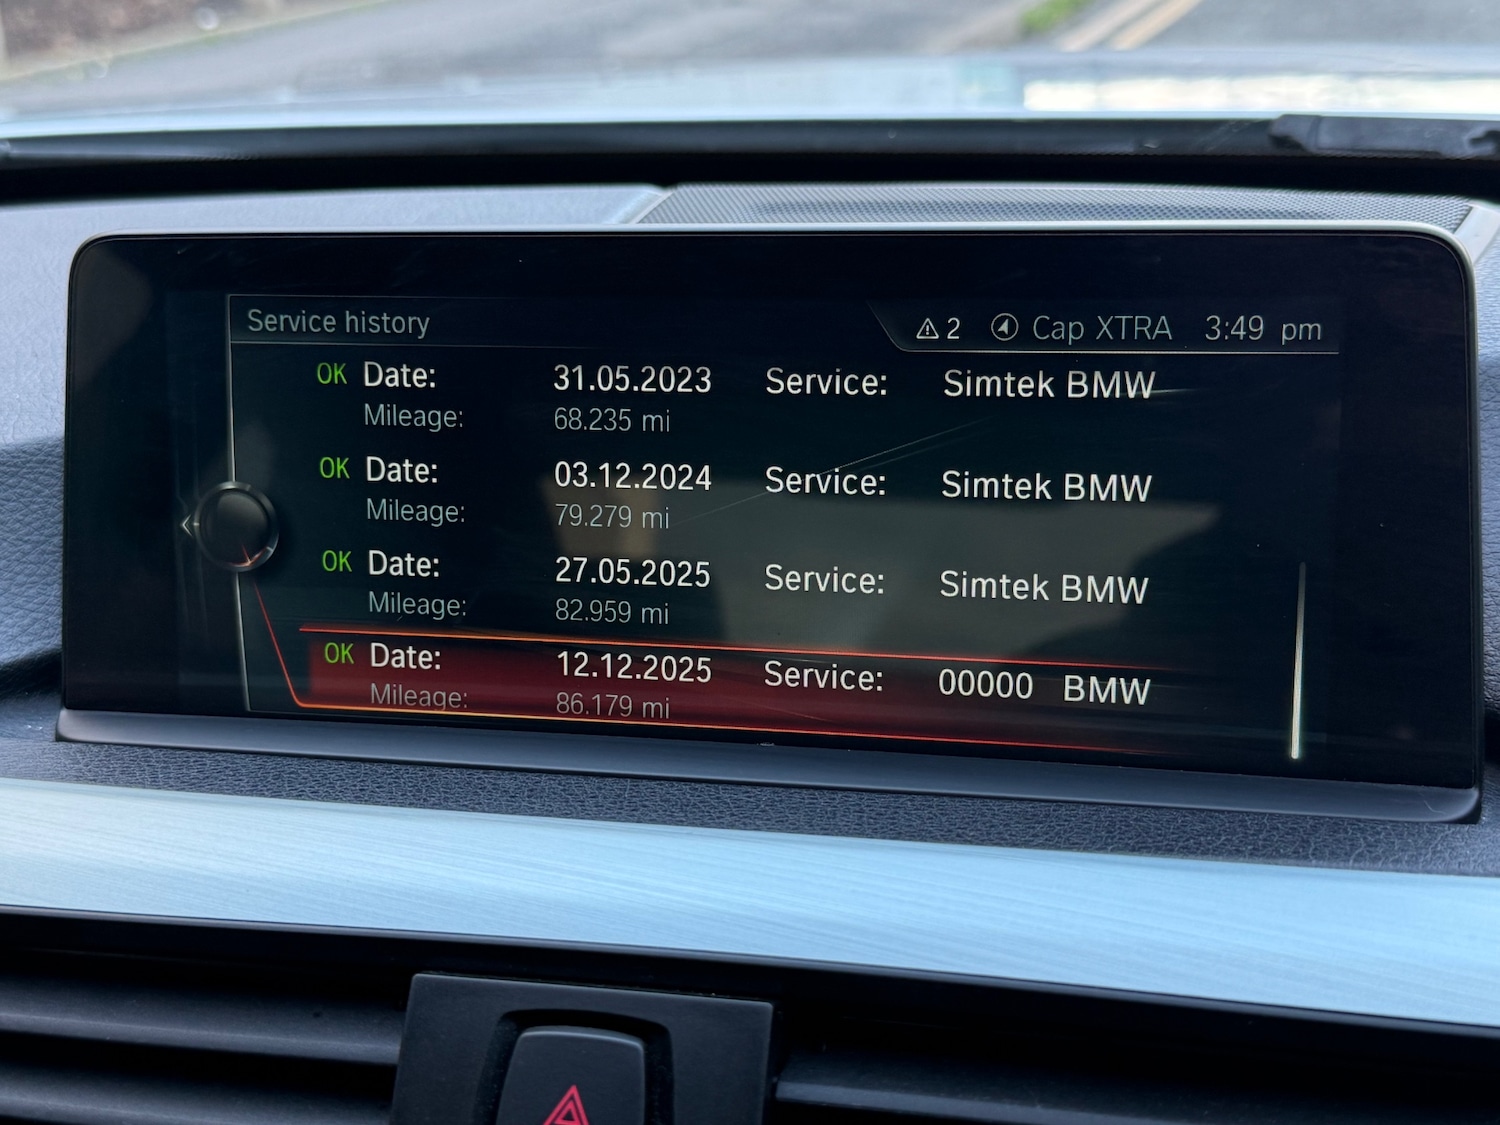 Service history
2 Cap XTRA 3:49 pm
OK Date: 31.05.2023 Service: Simtek BMW
Mileage: 68.235 mi
OK Date: 03.12.2024 Service: Simtek BMW
Mileage: 79.279 mi
OK Date: 27.05.2025 Service: Simtek BMW
Mileage: 82.959 mi
OK Date: 12.12.2025 Service: 00000 BMW
Mileage: 86.179 mi